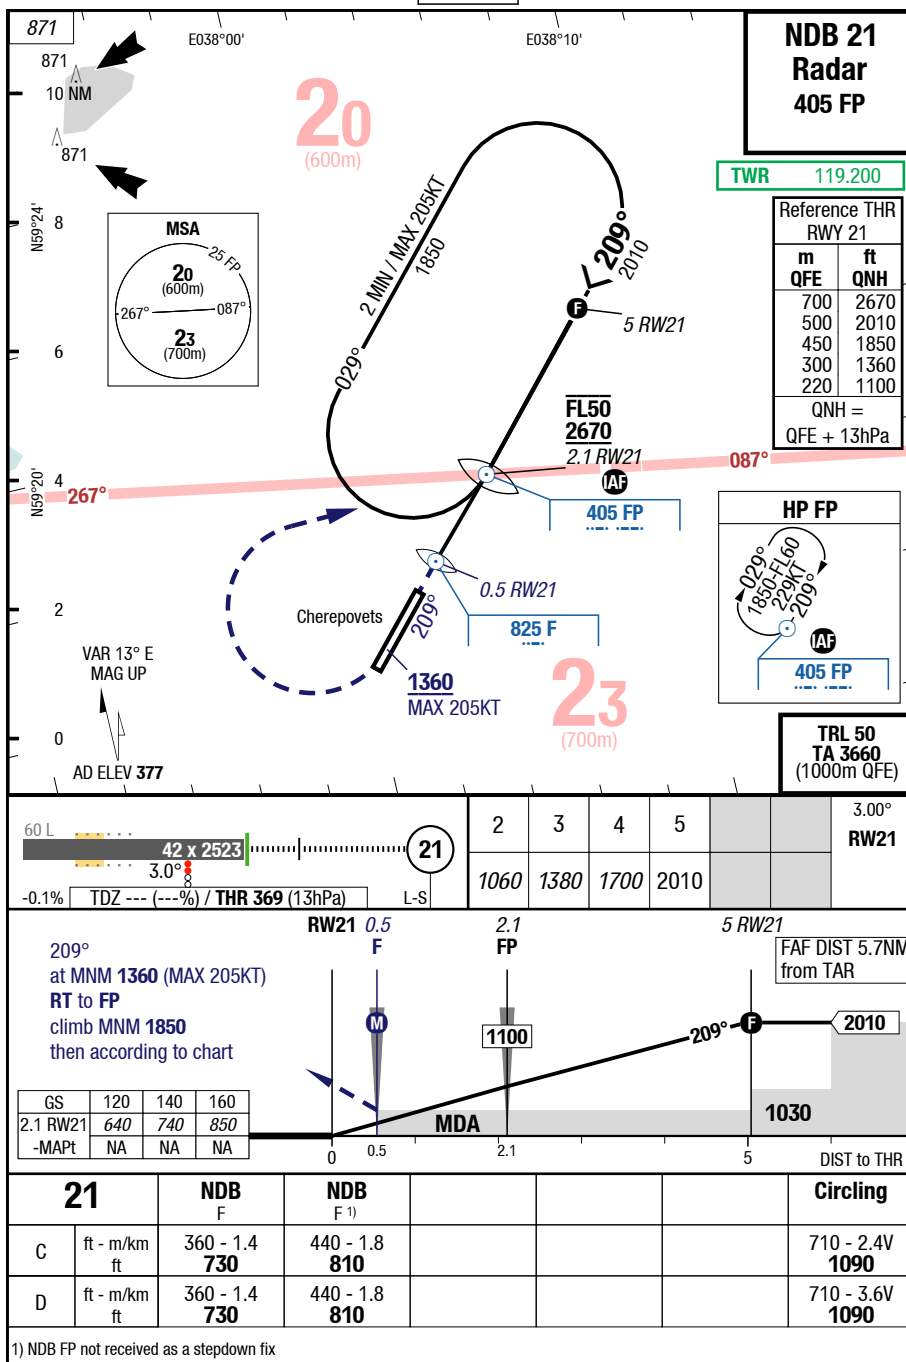 871
E038°00'
E038°10'
NDB 21
Radar
405 FP
871
10 NM
871
20
(600m)
TWR 119.200
N59°24'
8
MSA
25 FP
20
(600m)
267° 087°
23
(700m)
2 MIN / MAX 205KT
1850
209°
2010
F
5 RW21
029°
Reference THR
RWY 21
m ft
QFE QNH
700 2670
500 2010
450 1850
300 1360
220 1100
QNH =
QFE + 13hPa
6
FL50
2670
2.1 RW21
087°
IAF
405 FP
N59°20'
4
267°
HP FP
029°
1850-FL60
229KT
209°
IAF
405 FP
0.5 RW21
825 F
2
Cherepovets
209°
1360
MAX 205KT
23
(700m)
VAR 13° E
MAG UP
0
AD ELEV 377
TRL 50
TA 3660
(1000m QFE)
60 L
42 x 2523
3.0°
21
-0.1% TDZ --- (---%) / THR 369 (13hPa) L-S
2 3 4 5
1060 1380 1700 2010
3.00°
RW21
RW21 0.5 2.1 5 RW21
F FP
FAF DIST 5.7NM
from TAR
209°
at MNM 1360 (MAX 205KT)
RT to FP
climb MNM 1850
then according to chart
M
1100
209°
F
2010
1030
MDA
GS 120 140 160
2.1 RW21 640 740 850
-MAPt NA NA NA
0 0.5 2.1 5 DIST to THR
21 NDB NDB Circling
F F 1)
C ft - m/km 360 - 1.4 440 - 1.8 710 - 2.4V
ft 730 810 1090
D ft - m/km 360 - 1.4 440 - 1.8 710 - 3.6V
ft 730 810 1090
1) NDB FP not received as a stepdown fix